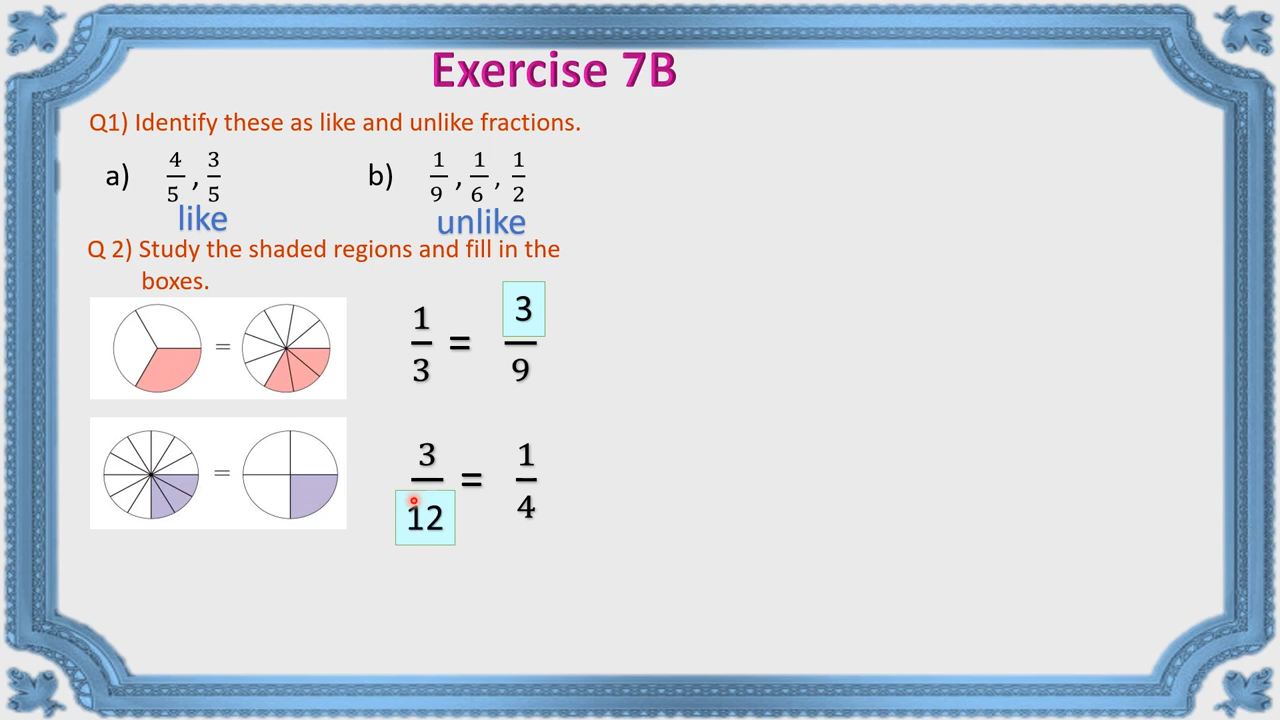 Exercise 7B
Q1) Identify these as like and unlike fractions.
a) 4/5 , 3/5 b) 1/9 , 1/6 , 1/2
like unlike
Q 2) Study the shaded regions and fill in the
boxes.
= 1/3 = 3/9
= 3/12 = 1/4